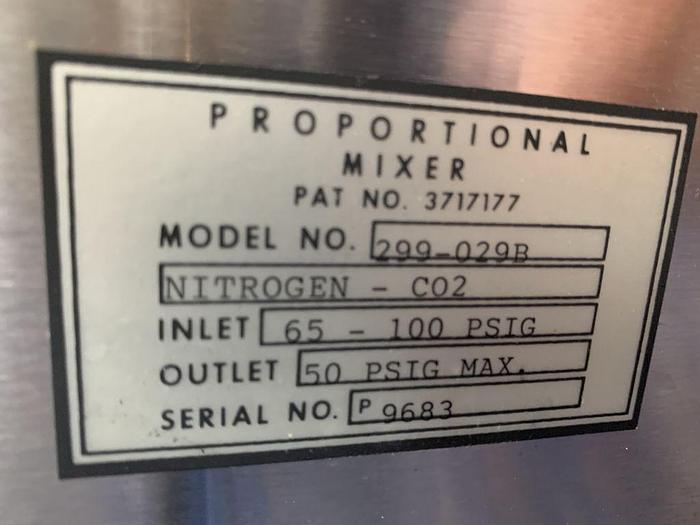 PROPORTIONAL
MIXER
PAT NO. 3717177
MODEL NO. 299-029B
NITROGEN - CO2
INLET 65 - 100 PSIG
OUTLET 50 PSIG MAX.
SERIAL NO. P 9683